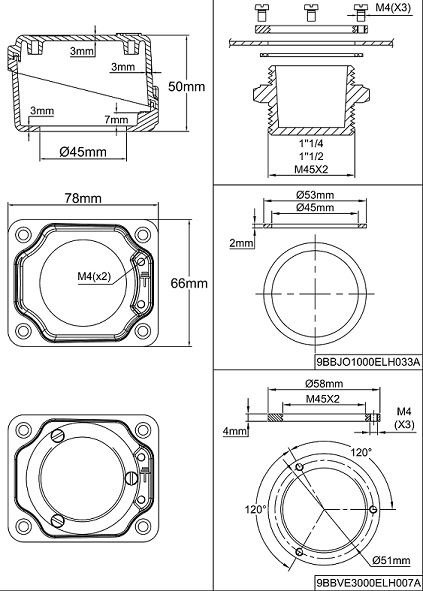 3mm
3mm
50mm
3mm
7mm
Ø45mm
78mm
M4(x2)
66mm
M4(X3)
1"1/4
1"1/2
M45X2
Ø53mm
Ø45mm
2mm
9BBJO1000ELH033A
Ø58mm
M45X2
M4
(X3)
4mm
120°
120°
Ø51mm
9BBVE3000ELH007A